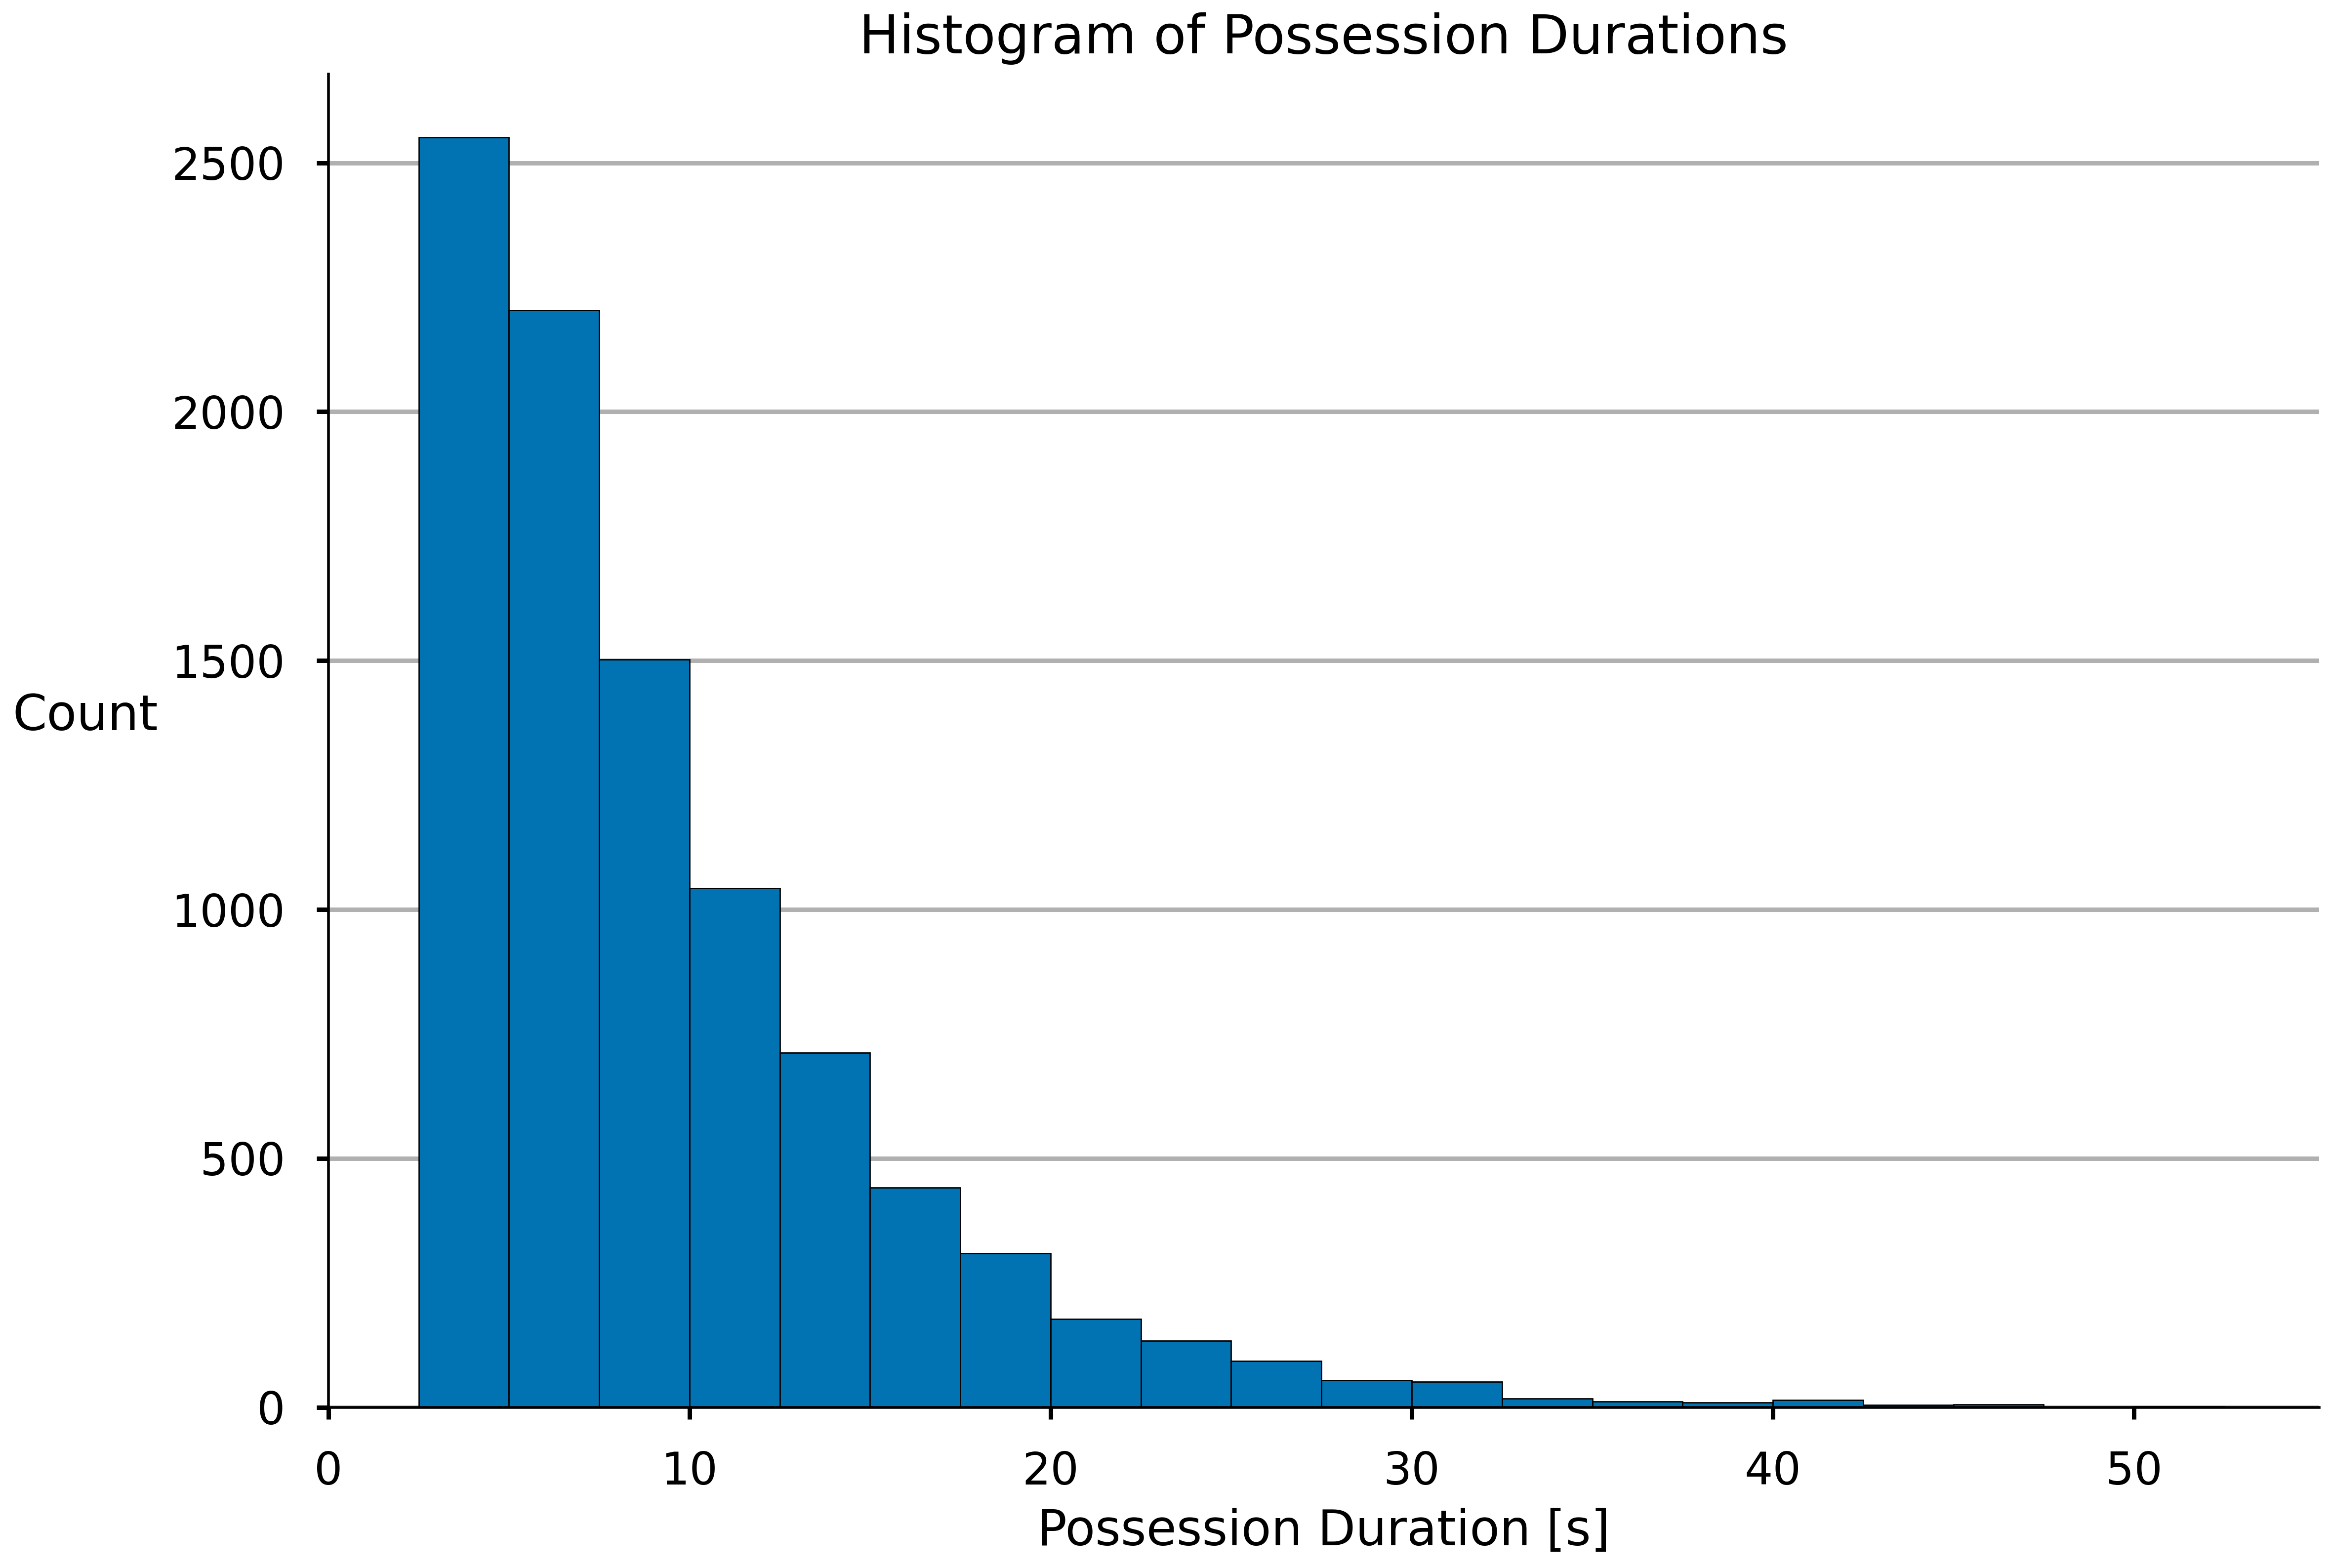 Histogram of Possession Durations
2500
2000
1500
Count
1000
500
0
0 10 20 30 40 50
Possession Duration [s]